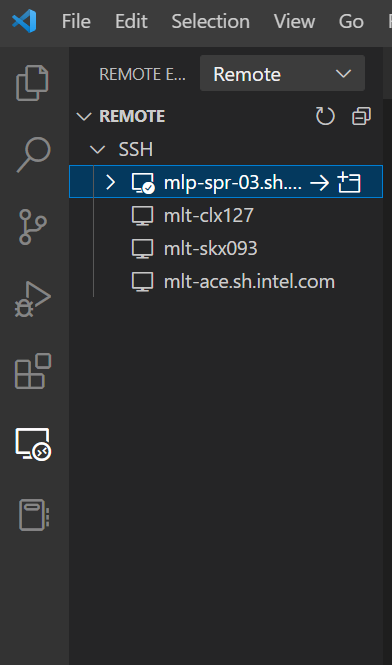 File Edit Selection View Go
REMOTE E... Remote
REMOTE
SSH
mlp-spr-03.sh....
mlt-clx127
mlt-skx093
mlt-ace.sh.intel.com